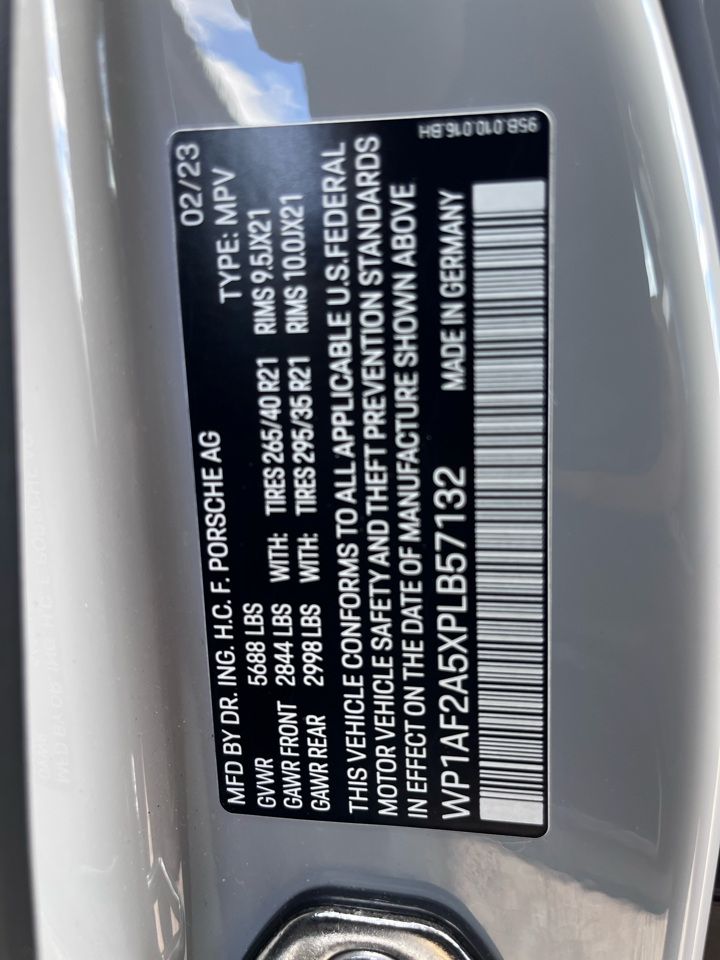 02/23
MFD BY DR. ING. H.C. F. PORSCHE AG TYPE: MPV
GVWR 5688 LBS
GAWR FRONT 2844 LBS WITH: TIRES 265/40 R21 RIMS 9.5JX21
GAWR REAR 2998 LBS WITH: TIRES 295/35 R21 RIMS 10.0JX21
THIS VEHICLE CONFORMS TO ALL APPLICABLE U.S. FEDERAL
MOTOR VEHICLE SAFETY AND THEFT PREVENTION STANDARDS
IN EFFECT ON THE DATE OF MANUFACTURE SHOWN ABOVE
WP1AF2A5XPLB57132 MADE IN GERMANY
95B.010.016.BH